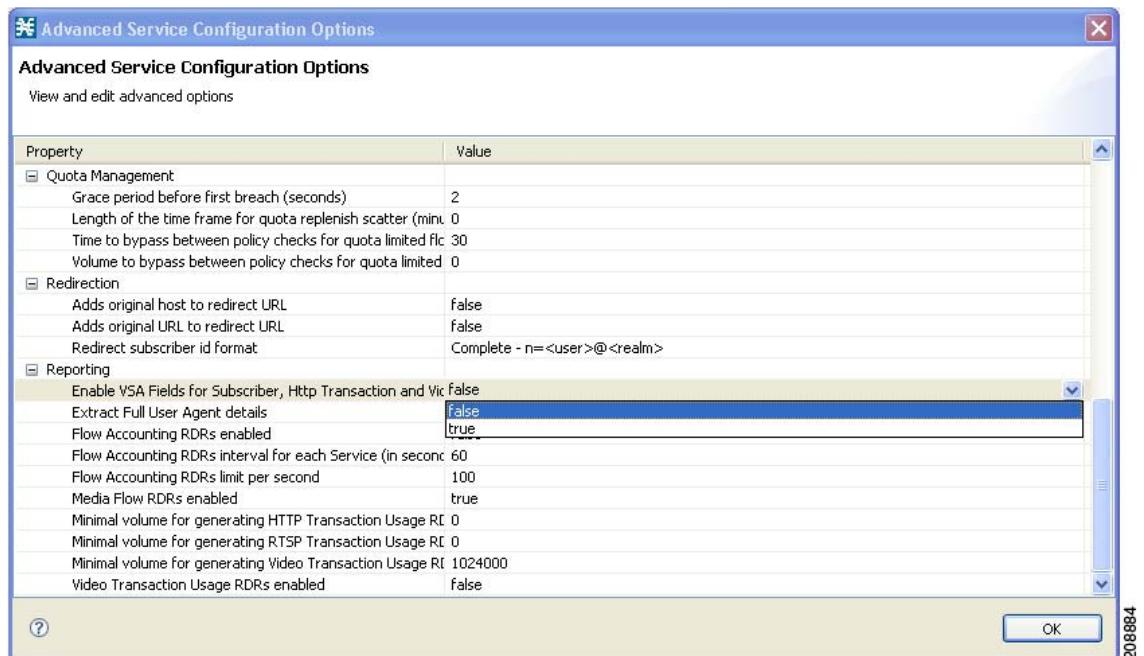 Advanced Service Configuration Options
Advanced Service Configuration Options
View and edit advanced options
Property Value
Quota Management
Grace period before first breach (seconds) 2
Length of the time frame for quota replenish scatter (minu 0
Time to bypass between policy checks for quota limited flo 30
Volume to bypass between policy checks for quota limited 0
Redirection
Adds original host to redirect URL false
Adds original URL to redirect URL false
Redirect subscriber id format Complete - n=<user>@<realm>
Reporting
Enable VSA Fields for Subscriber, Http Transaction and Vic false
Extract Full User Agent details false
Flow Accounting RDRs enabled true
Flow Accounting RDRs interval for each Service (in second 60
Flow Accounting RDRs limit per second 100
Media Flow RDRs enabled true
Minimal volume for generating HTTP Transaction Usage RD 0
Minimal volume for generating RTSP Transaction Usage RD 0
Minimal volume for generating Video Transaction Usage RD 1024000
Video Transaction Usage RDRs enabled false
OK
208884